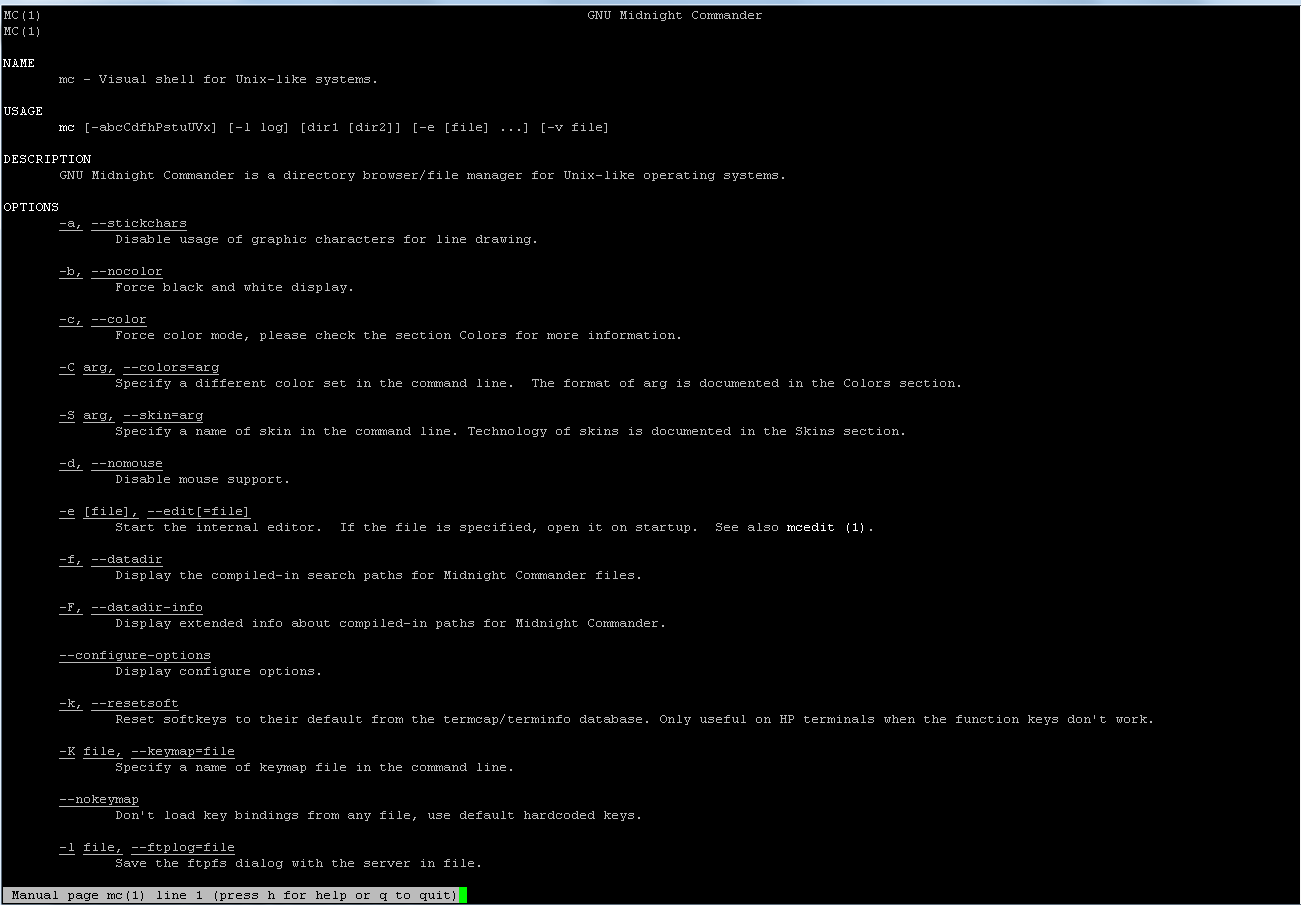 MC(1) GNU Midnight Commander
MC(1)
NAME
mc - Visual shell for Unix-like systems.
USAGE
mc [-abcCdfhPstuUVx] [-l log] [dir1 [dir2]] [-e [file] ...] [-v file]
DESCRIPTION
GNU Midnight Commander is a directory browser/file manager for Unix-like operating systems.
OPTIONS
-a, --stickchars
Disable usage of graphic characters for line drawing.
-b, --nocolor
Force black and white display.
-c, --color
Force color mode, please check the section Colors for more information.
-C arg, --colors=arg
Specify a different color set in the command line.  The format of arg is documented in the Colors section.
-S arg, --skin=arg
Specify a name of skin in the command line. Technology of skins is documented in the Skins section.
-d, --nomouse
Disable mouse support.
-e [file], --edit[=file]
Start the internal editor.  If the file is specified, open it on startup.  See also mcedit (1).
-f, --datadir
Display the compiled-in search paths for Midnight Commander files.
-F, --datadir-info
Display extended info about compiled-in paths for Midnight Commander.
--configure-options
Display configure options.
-k, --resetsoft
Reset softkeys to their default from the termcap/terminfo database. Only useful on HP terminals when the function keys don't work.
-K file, --keymap=file
Specify a name of keymap file in the command line.
--nokeymap
Don't load key bindings from any file, use default hardcoded keys.
-l file, --ftplog=file
Save the ftpfs dialog with the server in file.
Manual page mc(1) line 1 (press h for help or q to quit)